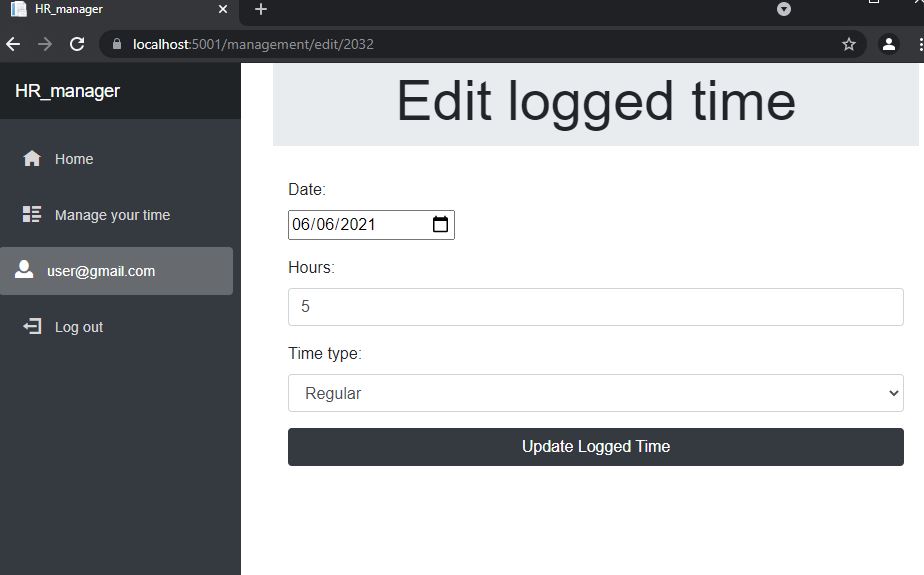 HR_manager
localhost:5001/management/edit/2032
HR_manager
Home
Manage your time
user@gmail.com
Log out
Edit logged time
Date:
06/06/2021
Hours:
5
Time type:
Regular
Update Logged Time